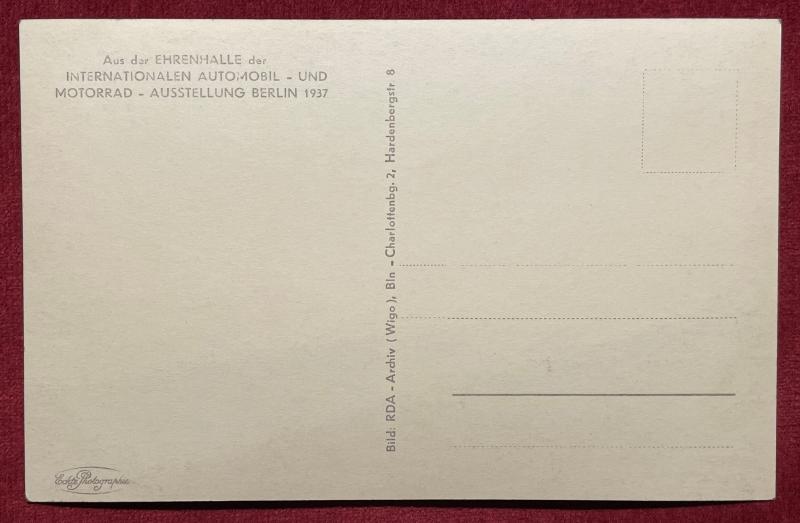 Aus der EHRENHALLE der
INTERNATIONALEN AUTOMOBIL - UND
MOTORRAD - AUSSTELLUNG BERLIN 1937
Bild: RDA - Archiv (Wigo), Bln - Charlottenbg. 2, Hardenbergstr. 8
Echte Photographie